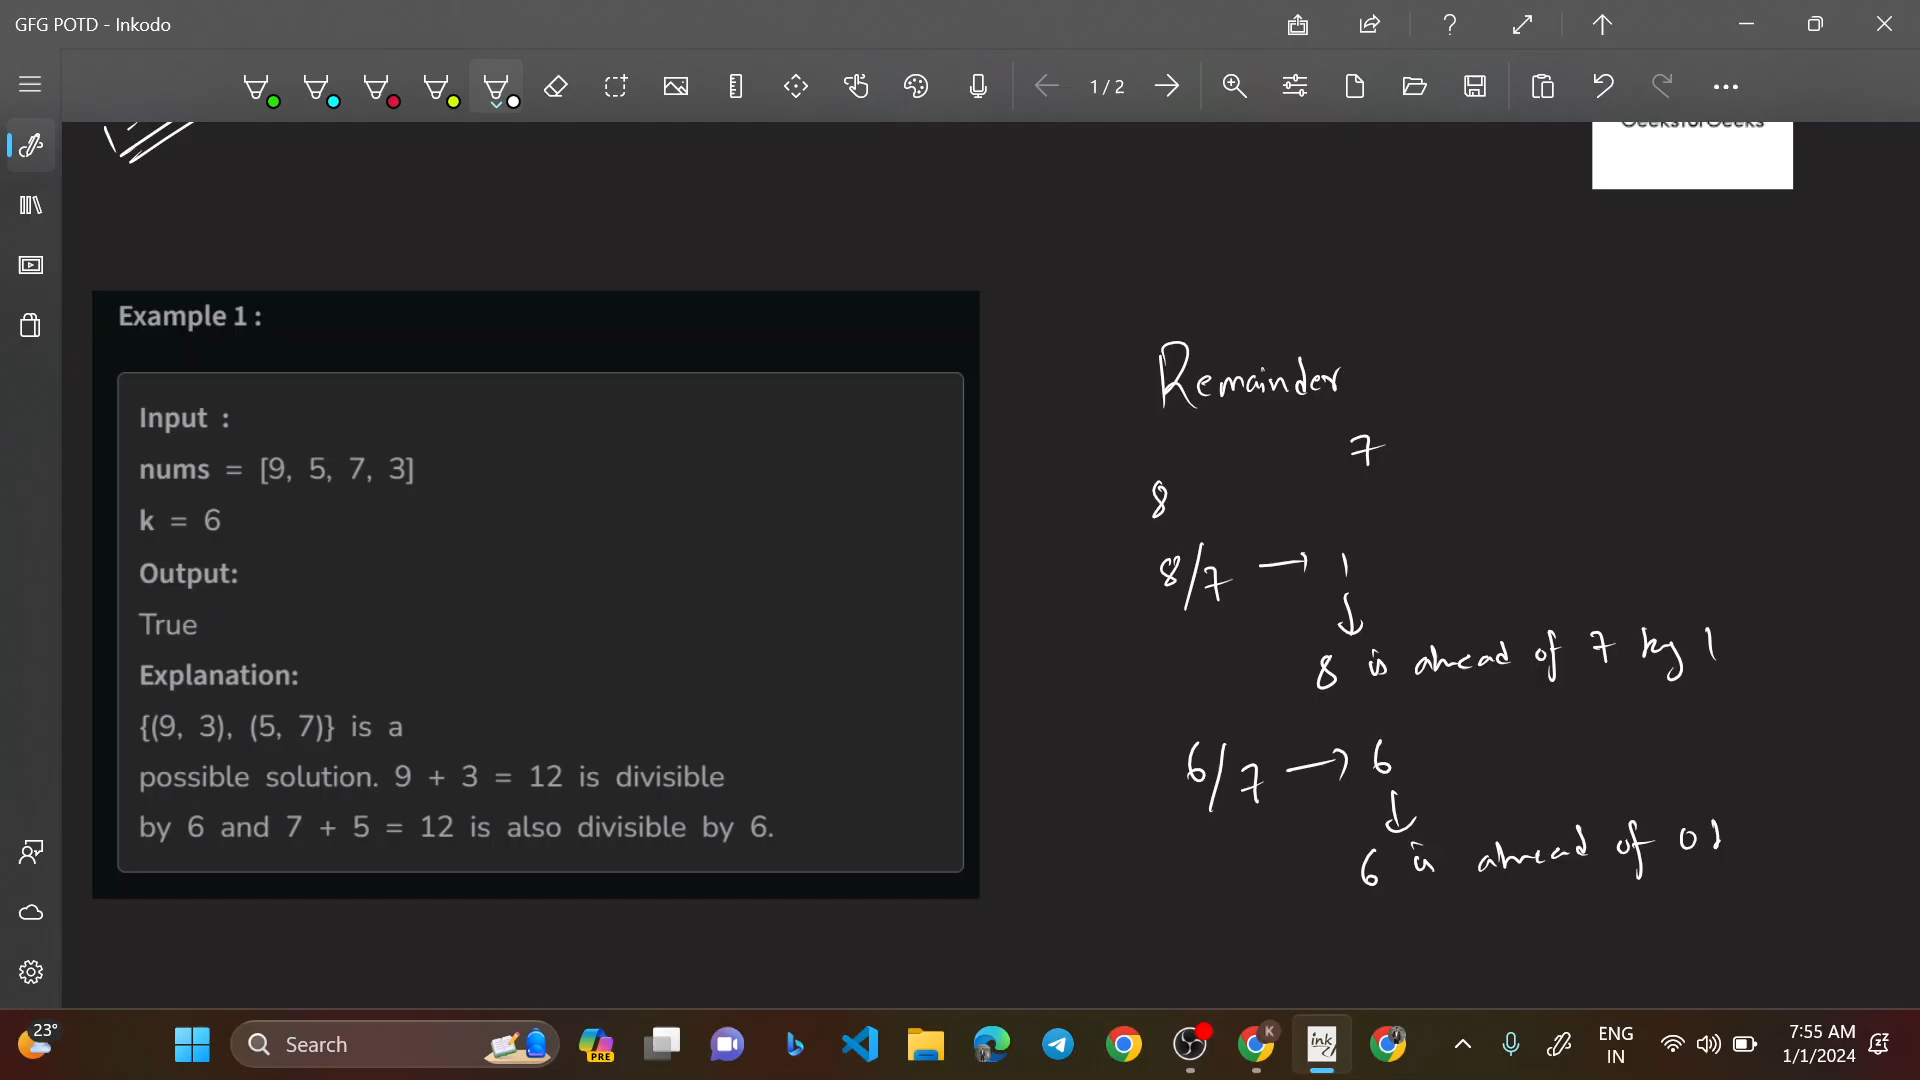 GFG POTD - Inkodo
1 / 2
GeeksforGeeks
Example 1 :
Input :
nums = [9, 5, 7, 3]
k = 6
Output:
True
Explanation:
{(9, 3), (5, 7)} is a
possible solution. 9 + 3 = 12 is divisible
by 6 and 7 + 5 = 12 is also divisible by 6.
Remainder
7
8
8/7 → 1
↓
8 is ahead of 7 by 1
6/7 → 6
↓
6 is ahead of 0
23°
Search
PRE
K
ink
ENG
IN
7:55 AM
1/1/2024